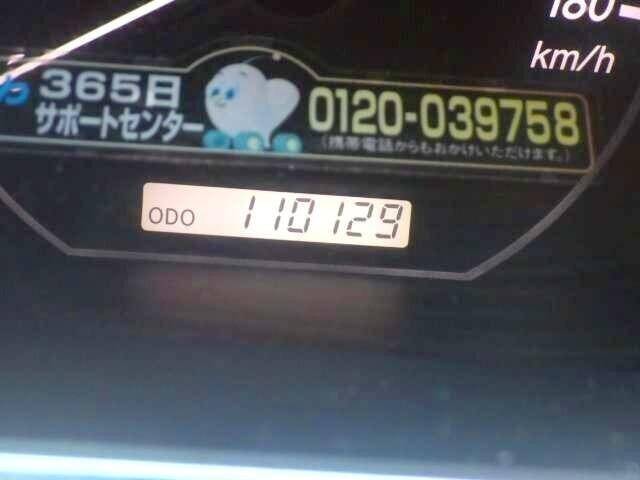 180
km/h
365日
サポートセンター
0120-039758
(携帯電話からもおかけいただけます。)
ODO 110129